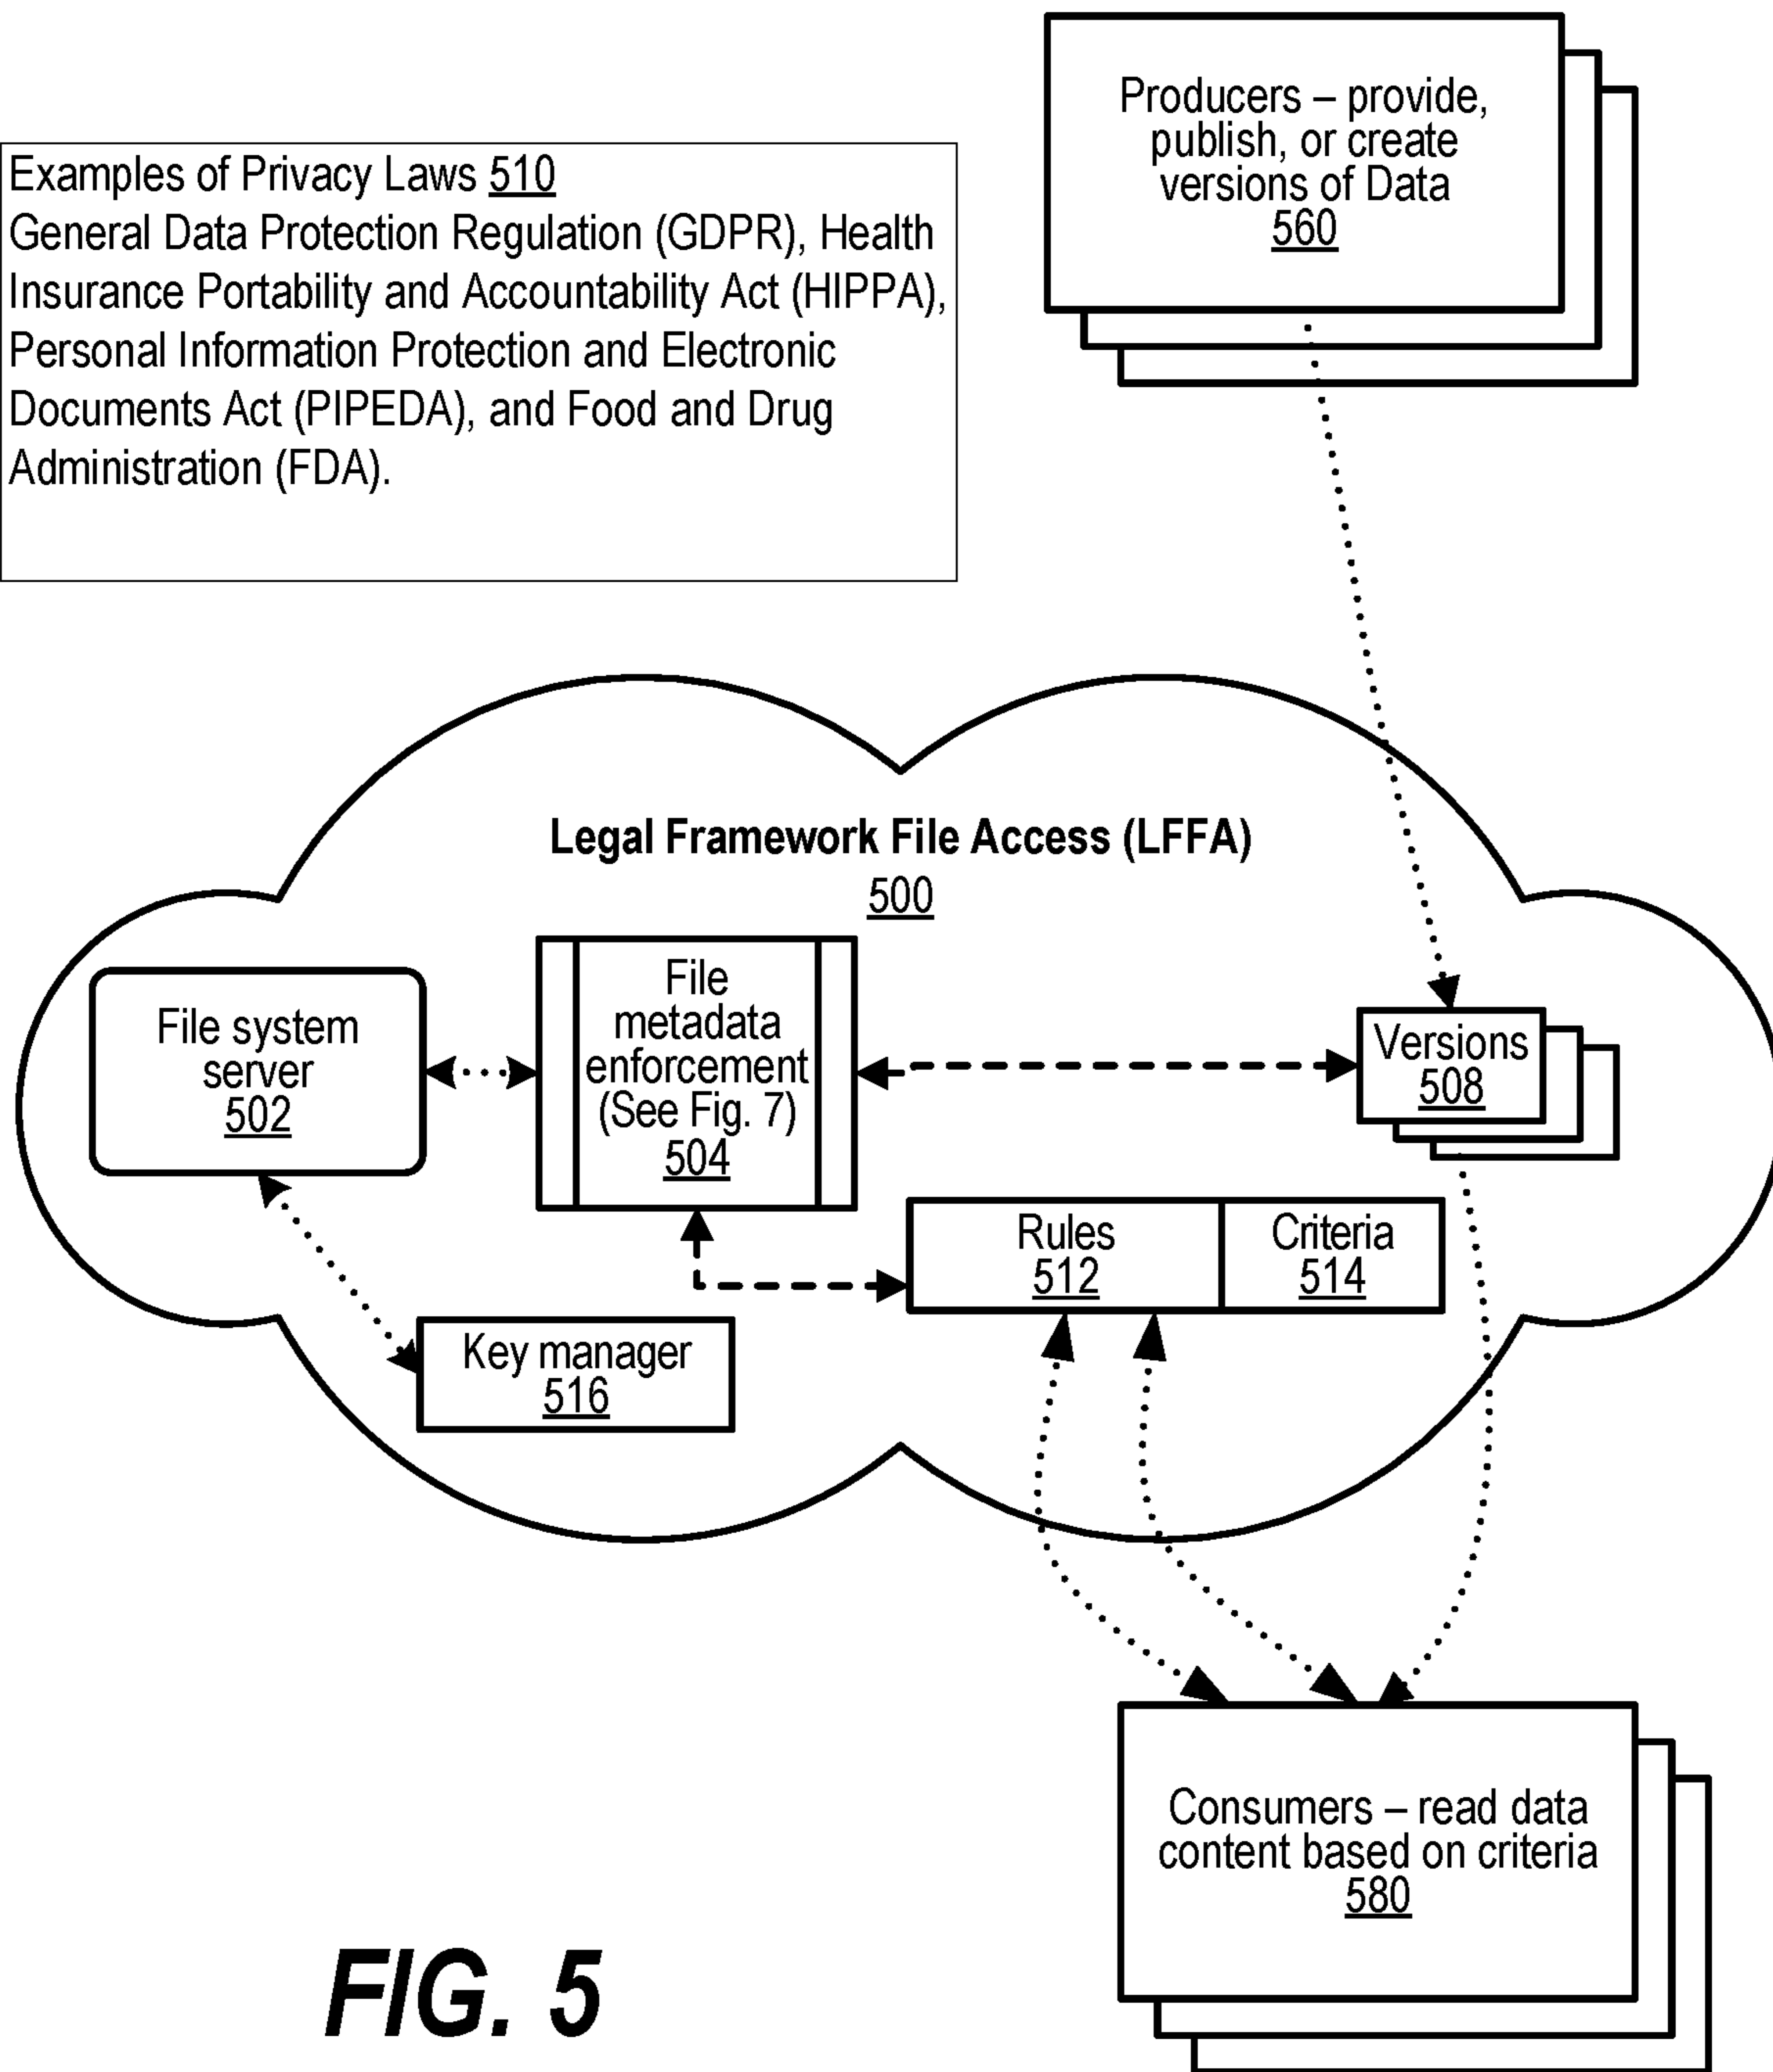 Producers – provide,
publish, or create
versions of Data
560
Examples of Privacy Laws 510
General Data Protection Regulation (GDPR), Health
Insurance Portability and Accountability Act (HIPPA),
Personal Information Protection and Electronic
Documents Act (PIPEDA), and Food and Drug
Administration (FDA).
Legal Framework File Access (LFFA)
500
File system
server
502
File
metadata
enforcement
(See Fig. 7)
504
Versions
508
Rules
512
Criteria
514
Key manager
516
Consumers – read data
content based on criteria
580
FIG. 5